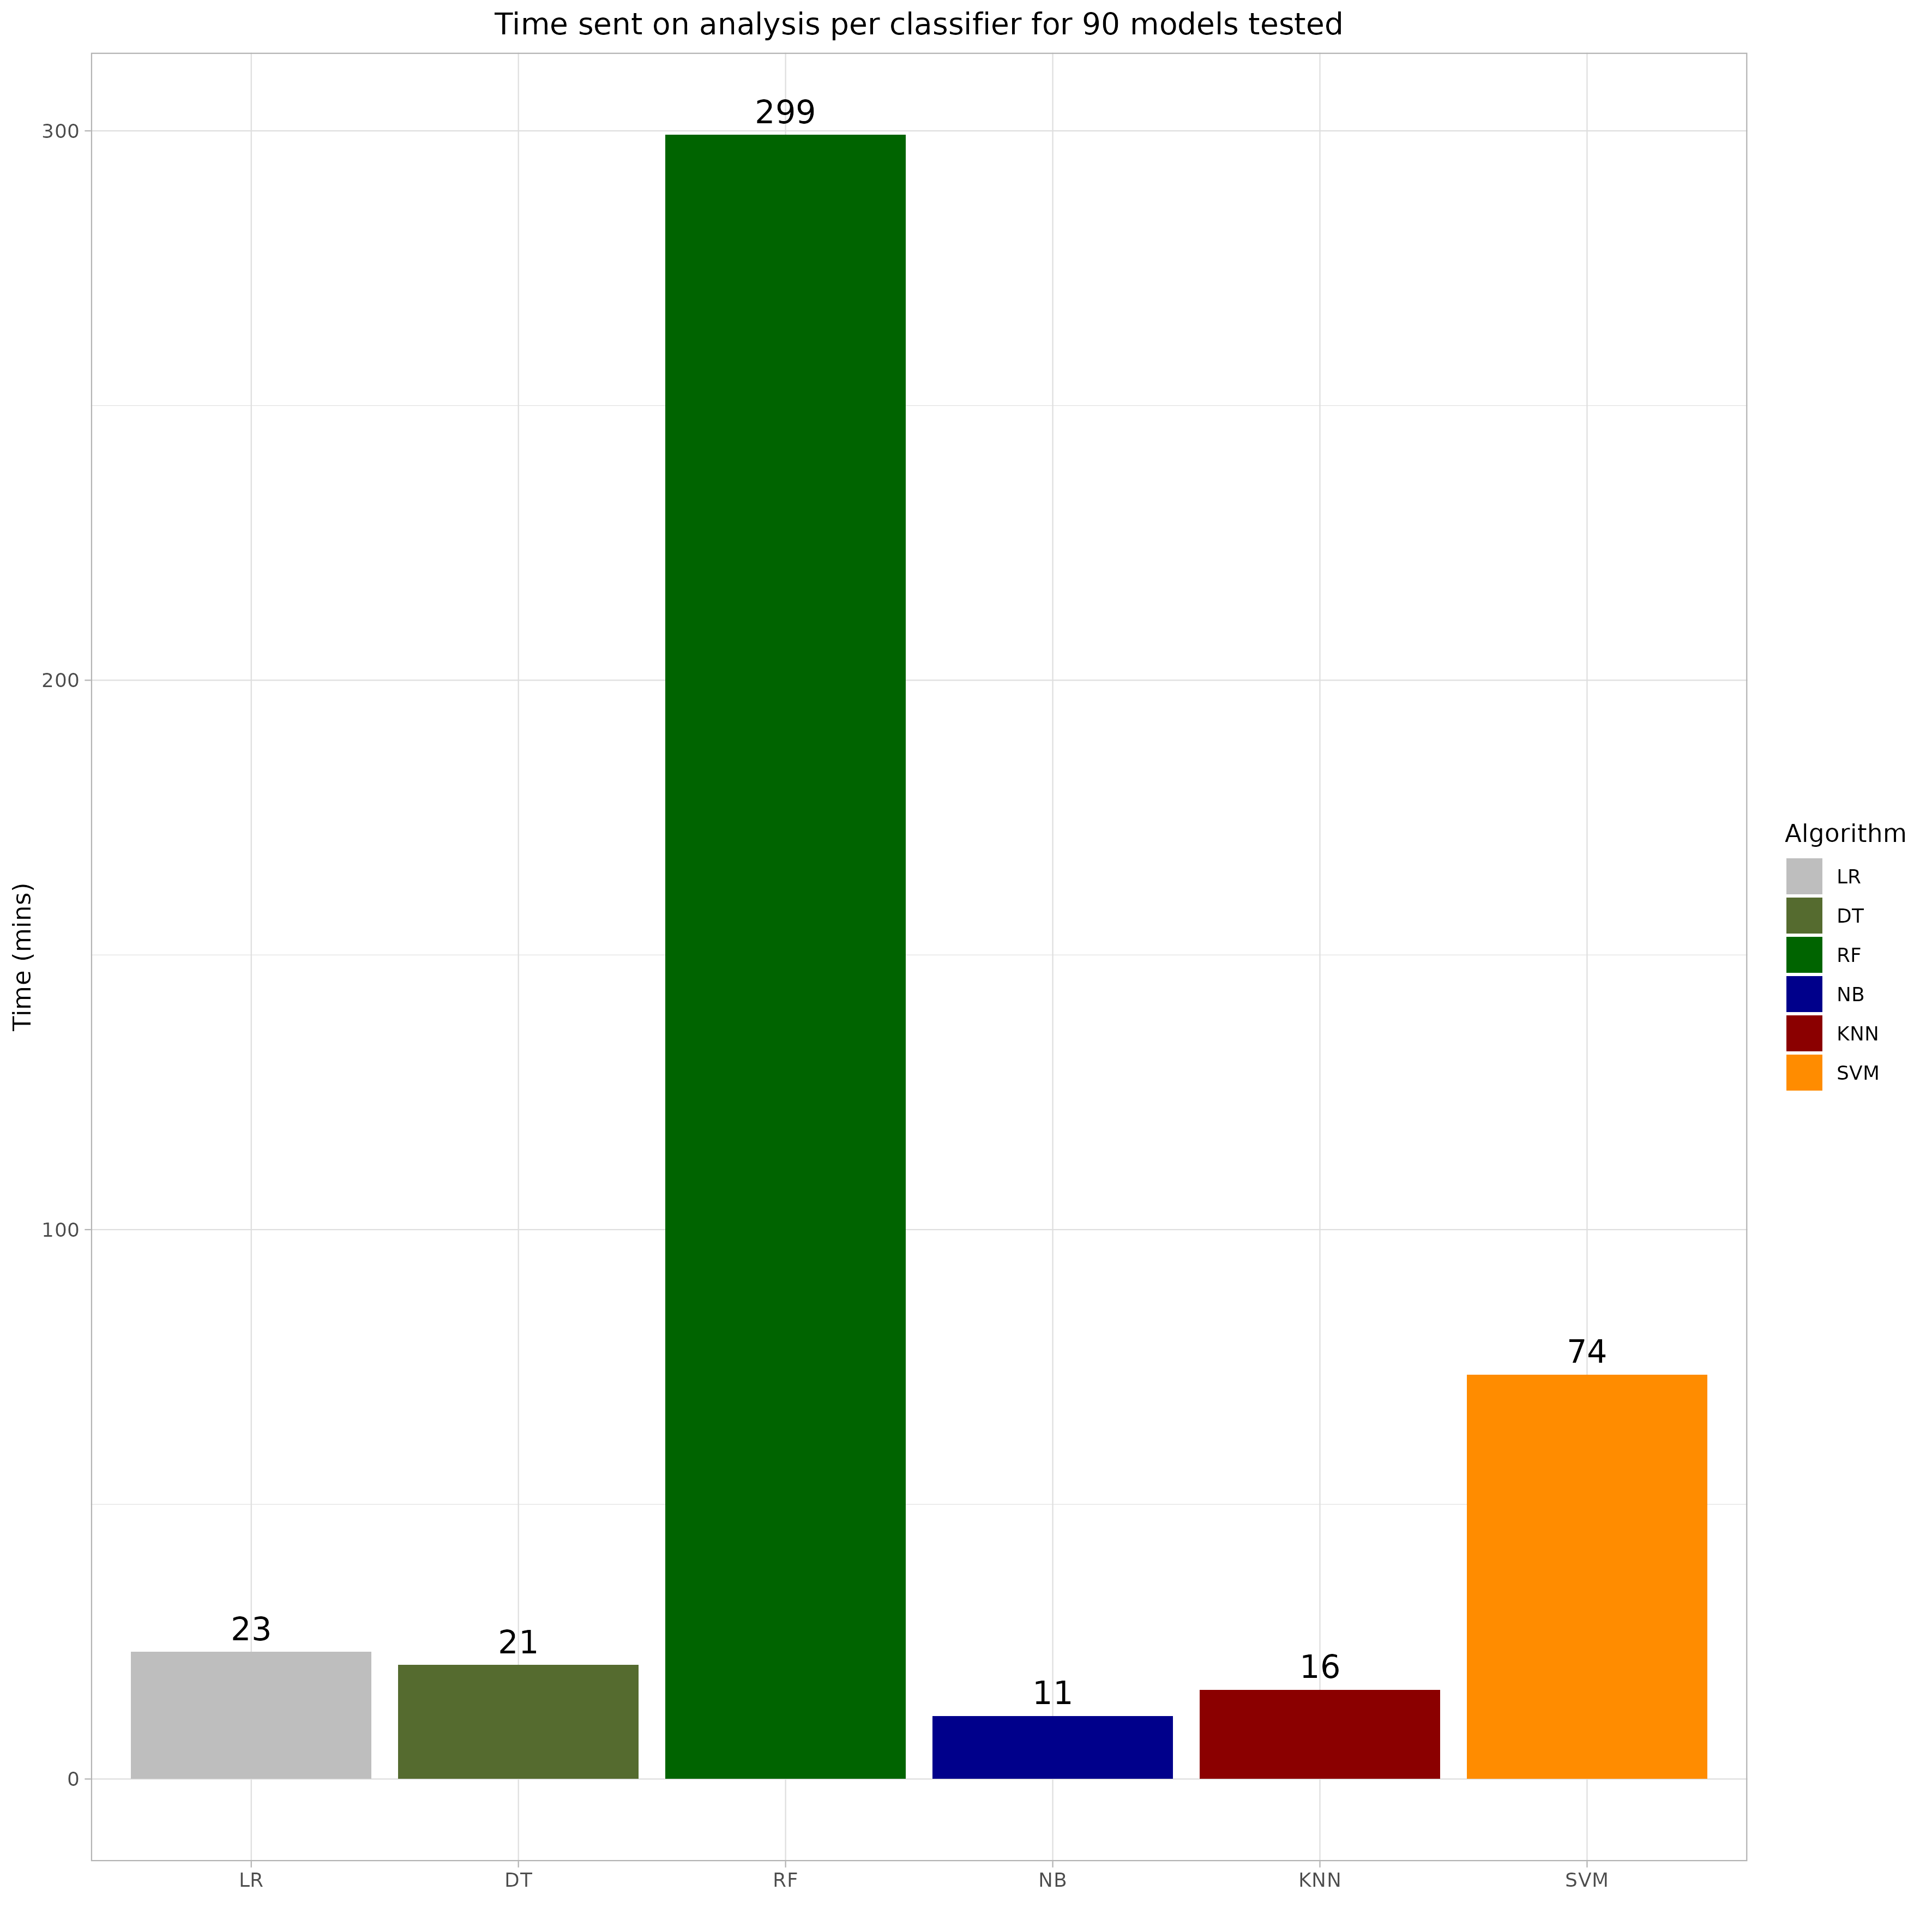 Time sent on analysis per classifier for 90 models tested
Time (mins)
300
200
100
0
299
74
23
21
16
11
LR
DT
RF
NB
KNN
SVM
Algorithm
LR
DT
RF
NB
KNN
SVM